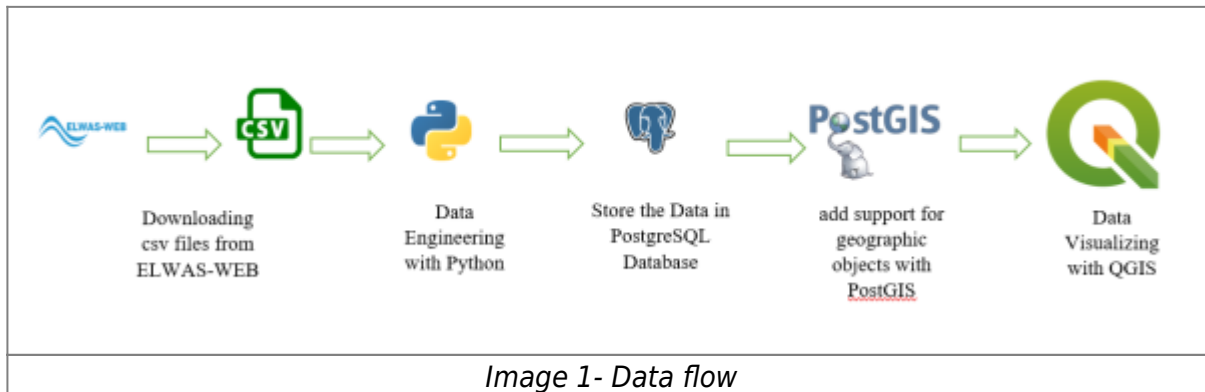 ELWAS-WEB
CSV
PostGIS
Downloading
csv files from
ELWAS-WEB
Data
Engineering
with Python
Store the Data in
PostgreSQL
Database
add support for
geographic
objects with
PostGIS
Data
Visualizing
with QGIS
Image 1- Data flow